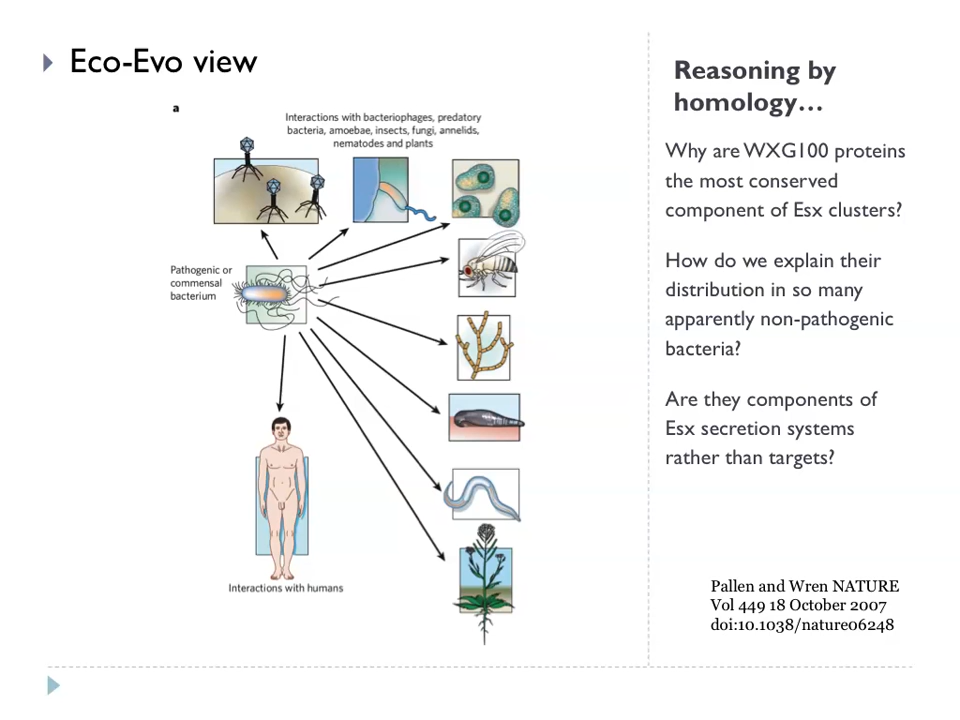 Eco-Evo view
a
Interactions with bacteriophages, predatory
bacteria, amoebae, insects, fungi, annelids,
nematodes and plants
Pathogenic or
commensal
bacterium
Interactions with humans
Reasoning by
homology…
Why are WXG100 proteins
the most conserved
component of Esx clusters?
How do we explain their
distribution in so many
apparently non-pathogenic
bacteria?
Are they components of
Esx secretion systems
rather than targets?
Pallen and Wren NATURE
Vol 449 18 October 2007
doi:10.1038/nature06248